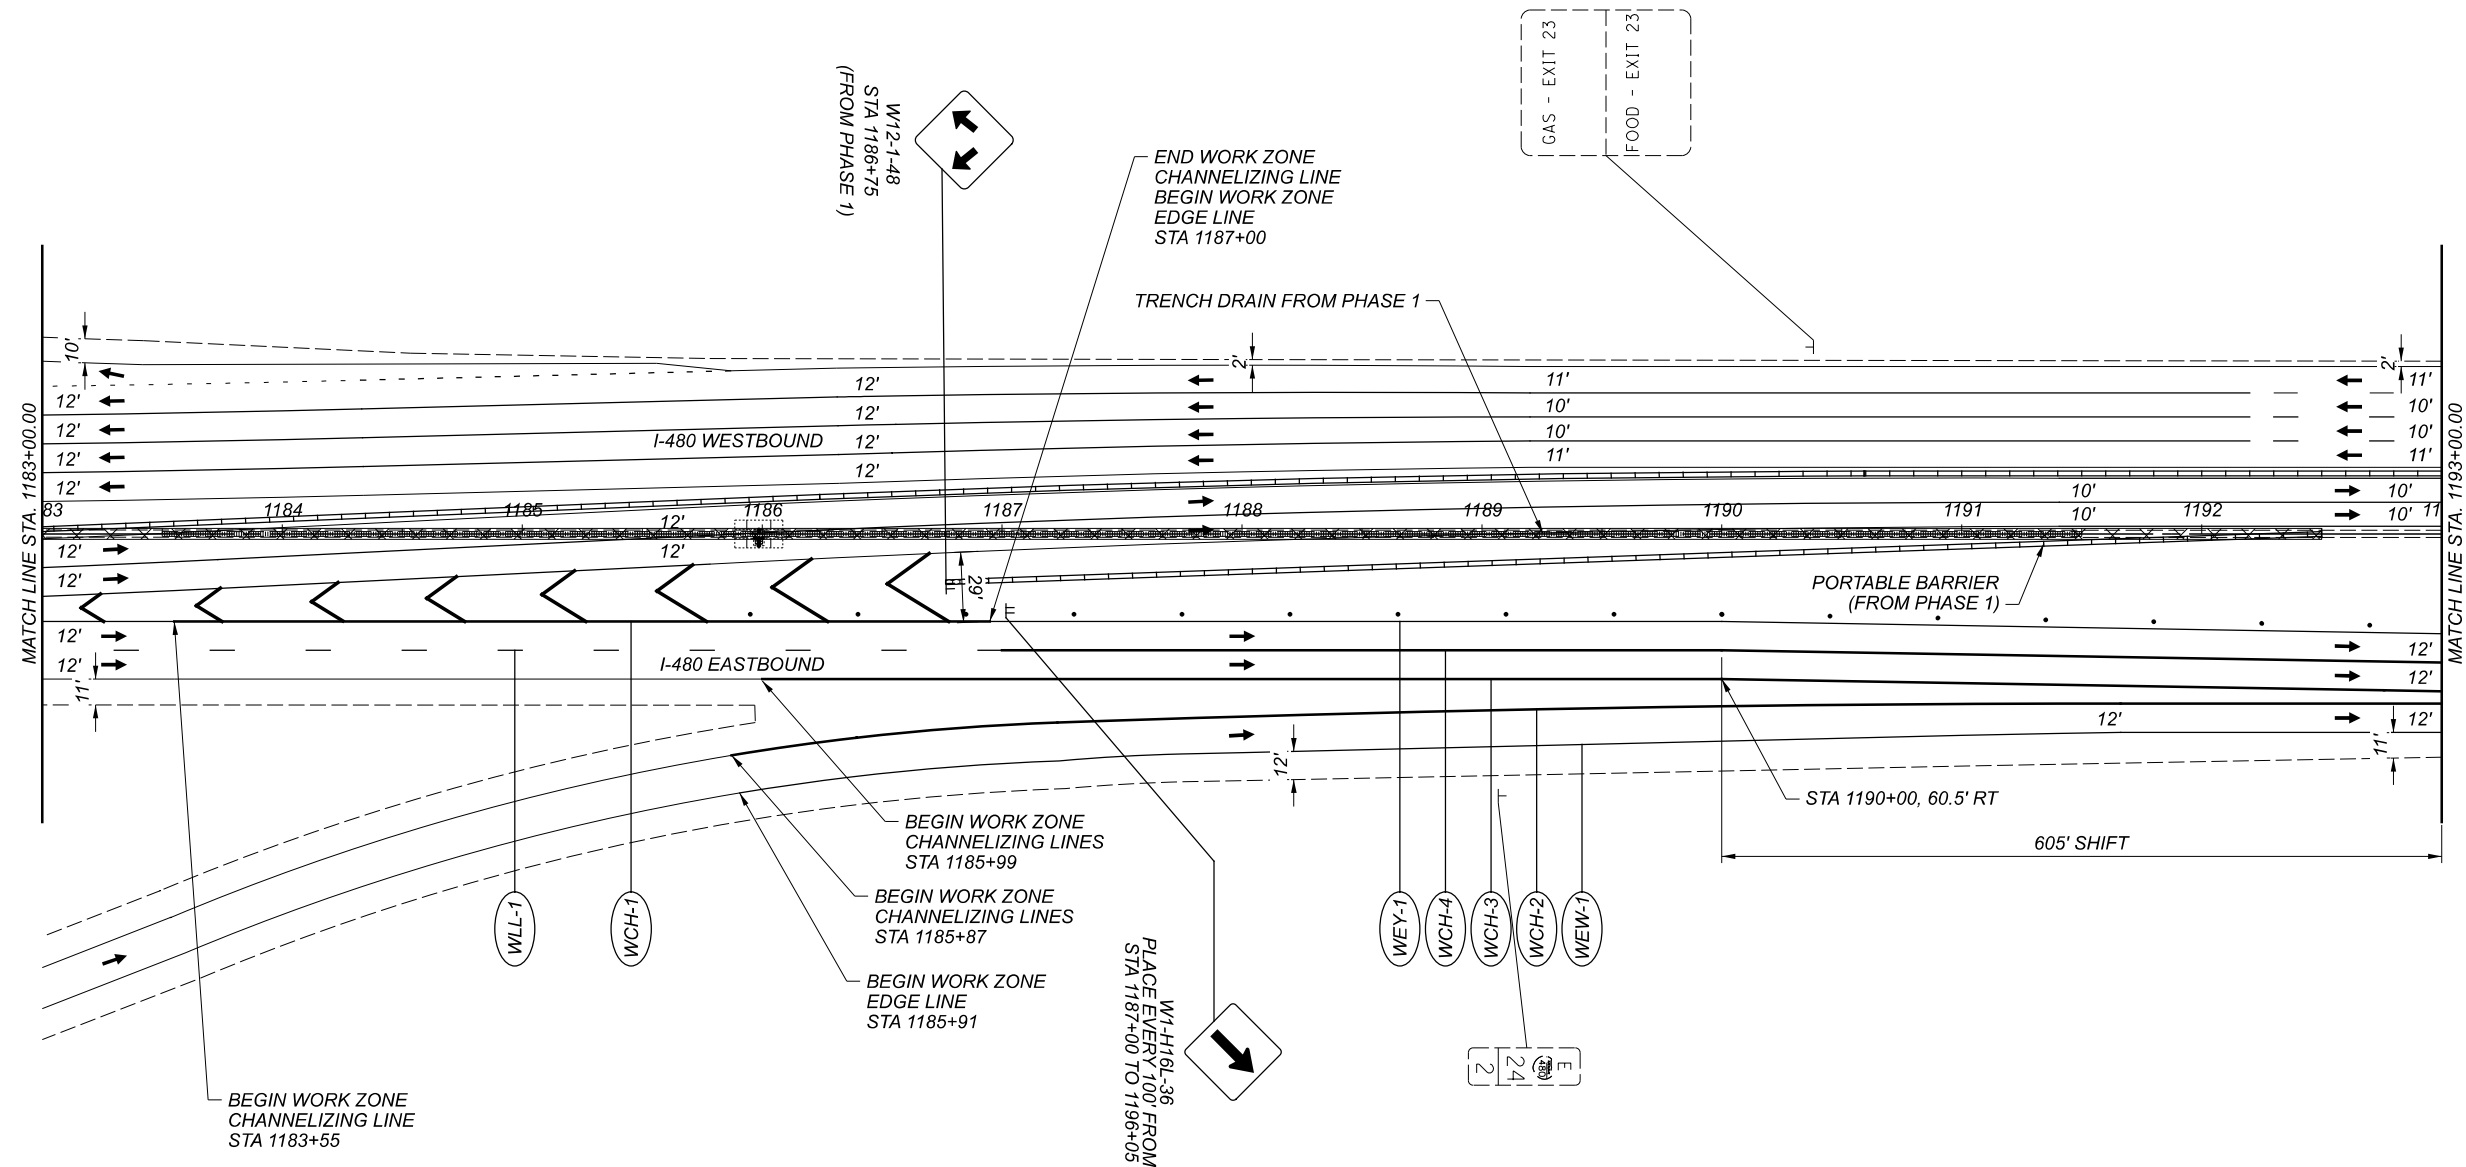 GAS - EXIT 23
FOOD - EXIT 23
W12-1-48
STA 1186+75
(FROM PHASE 1)
END WORK ZONE
CHANNELIZING LINE
BEGIN WORK ZONE
EDGE LINE
STA 1187+00
TRENCH DRAIN FROM PHASE 1
MATCH LINE STA. 1183+00.00
MATCH LINE STA. 1193+00.00
10'
2'
2'
12'
11'
11'
12'
12'
10'
10'
12'
I-480 WESTBOUND
12'
10'
10'
12'
12'
11'
11'
12'
10'
10'
83
1184
1185
1186
1187
1188
1189
1190
1191
1192
11
12'
10'
10'
12'
12'
12'
29'
PORTABLE BARRIER
(FROM PHASE 1)
12'
12'
12'
I-480 EASTBOUND
12'
11'
12'
12'
12'
11'
STA 1190+00, 60.5' RT
605' SHIFT
BEGIN WORK ZONE
CHANNELIZING LINES
STA 1185+99
BEGIN WORK ZONE
CHANNELIZING LINES
STA 1185+87
BEGIN WORK ZONE
EDGE LINE
STA 1185+91
WLL-1
WCH-1
WEY-1
WCH-4
WCH-3
WCH-2
WEW-1
W1-H16L-36
PLACE EVERY 100' FROM
STA 1187+00 TO 1196+05
E
480
24
2
BEGIN WORK ZONE
CHANNELIZING LINE
STA 1183+55